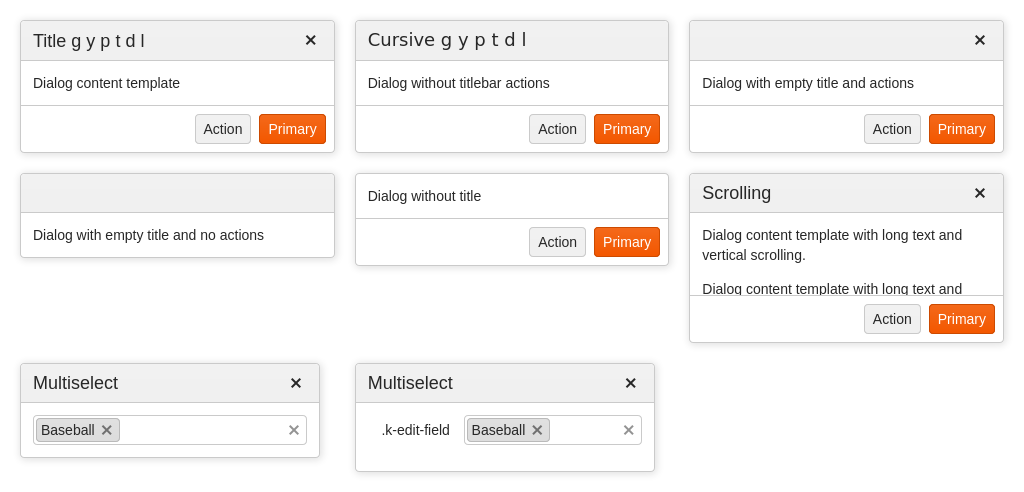 Title g y p t d l
Dialog content template
Action Primary
Cursive g y p t d l
Dialog without titlebar actions
Action Primary
Dialog with empty title and actions
Action Primary
Dialog with empty title and no actions
Dialog without title
Action Primary
Scrolling
Dialog content template with long text and
vertical scrolling.
Dialog content template with long text and
Action Primary
Multiselect
Baseball
Multiselect
.k-edit-field Baseball